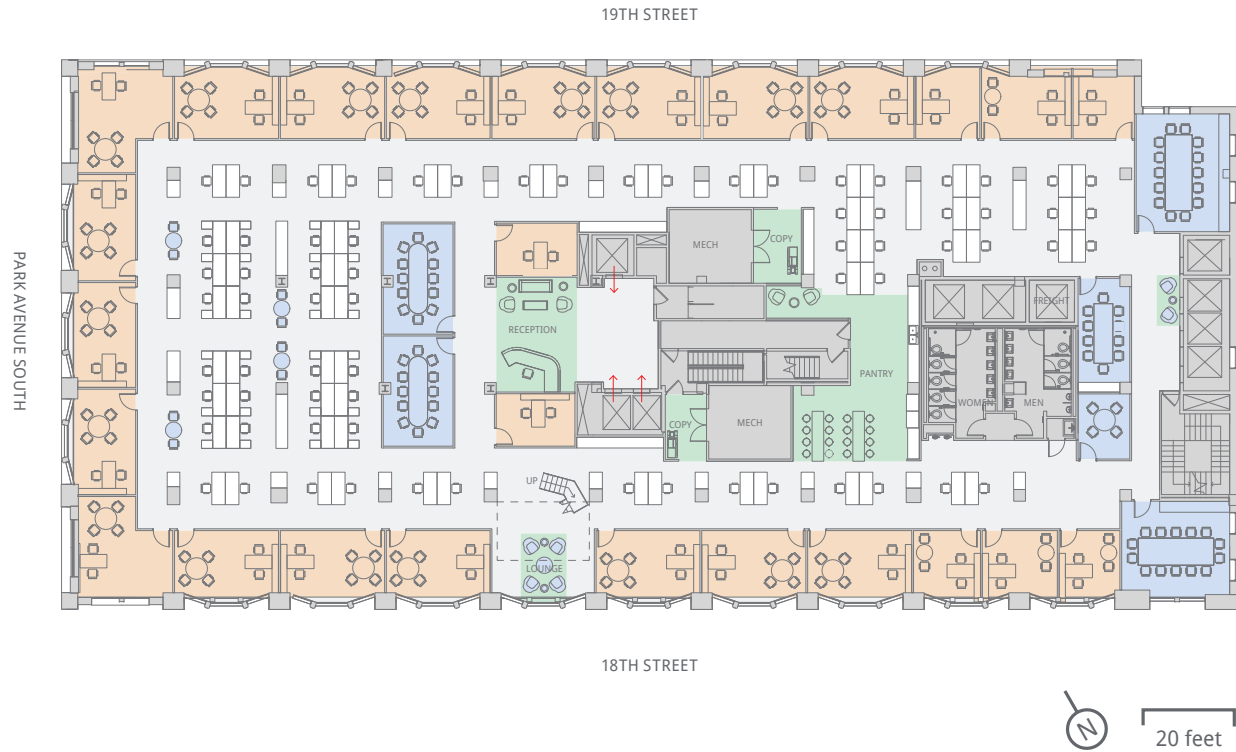 19TH STREET
MECH
COPY
PARK AVENUE SOUTH
FREIGHT
RECEPTION
PANTRY
WOMEN
MEN
COPY
MECH
UP
LOUNGE
18TH STREET
N
20 feet